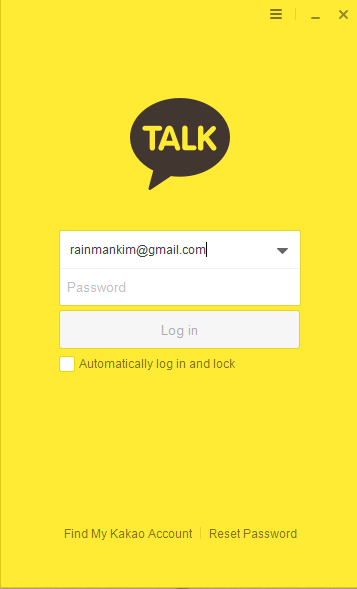 TALK
rainmankim@gmail.com
Password
Log in
Automatically log in and lock
Find My Kakao Account
Reset Password